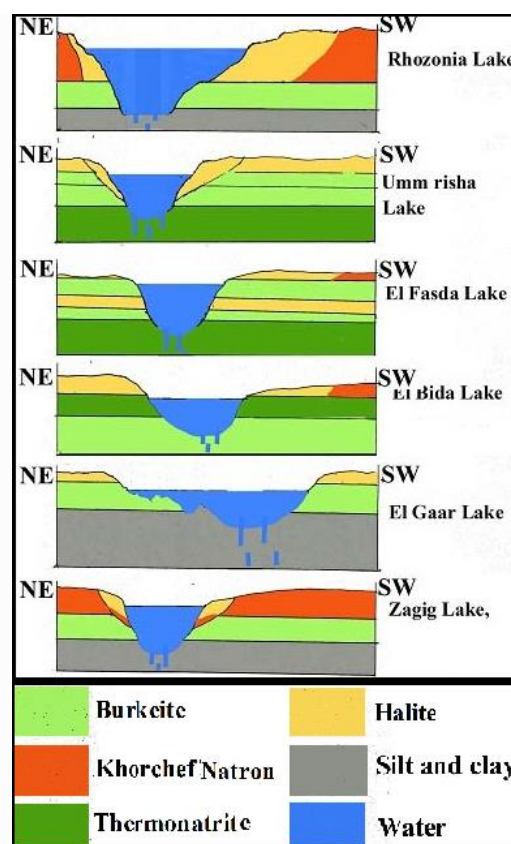 NE SW
Rhozonia Lake
NE SW
Umm risha
Lake
NE SW
El Fasda Lake
NE SW
El Bida Lake
NE SW
El Gaar Lake
NE SW
Zagig Lake,
Burkeite Halite
Khorchef Natron Silt and clay
Thermonatrite Water